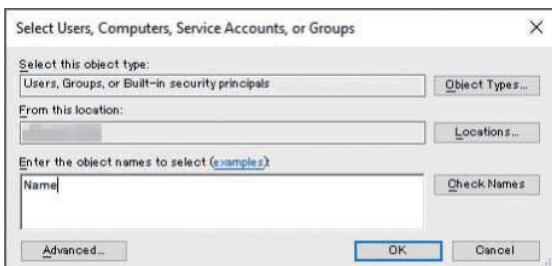 Select Users, Computers, Service Accounts, or Groups
Select this object type:
Users, Groups, or Built-in security principals
Object Types...
From this location:
Locations...
Enter the object names to select (examples):
Name
Check Names
Advanced...
OK
Cancel